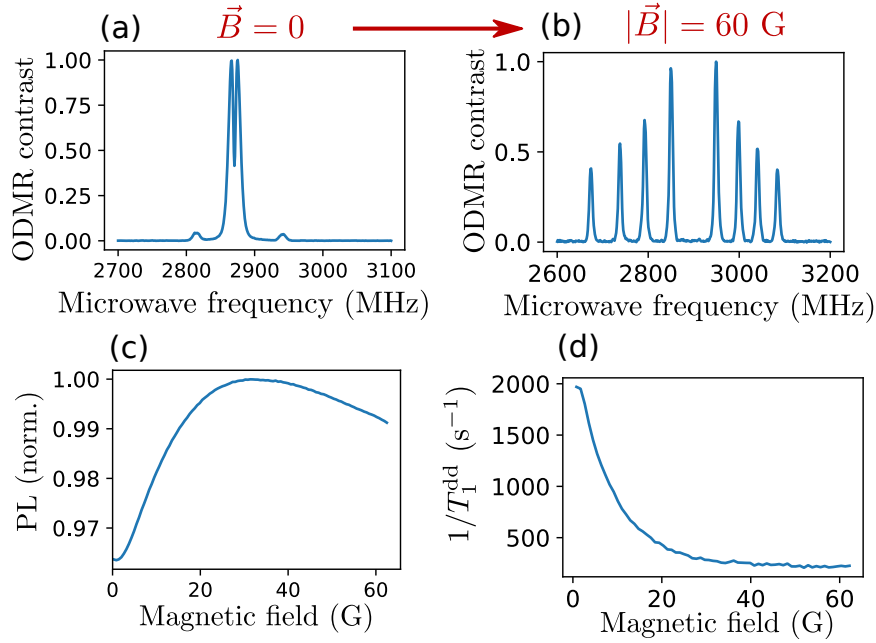 (a) B⃗ = 0 (b) |B⃗| = 60 G
ODMR contrast
1.00
0.75
0.50
0.25
0.00
2700 2800 2900 3000 3100
Microwave frequency (MHz)
ODMR contrast
1.0
0.5
0.0
2600 2800 3000 3200
Microwave frequency (MHz)
(c)
PL (norm.)
1.00
0.99
0.98
0.97
0 20 40 60
Magnetic field (G)
(d)
1/T₁ᵈᵈ (s⁻¹)
2000
1500
1000
500
0 20 40 60
Magnetic field (G)